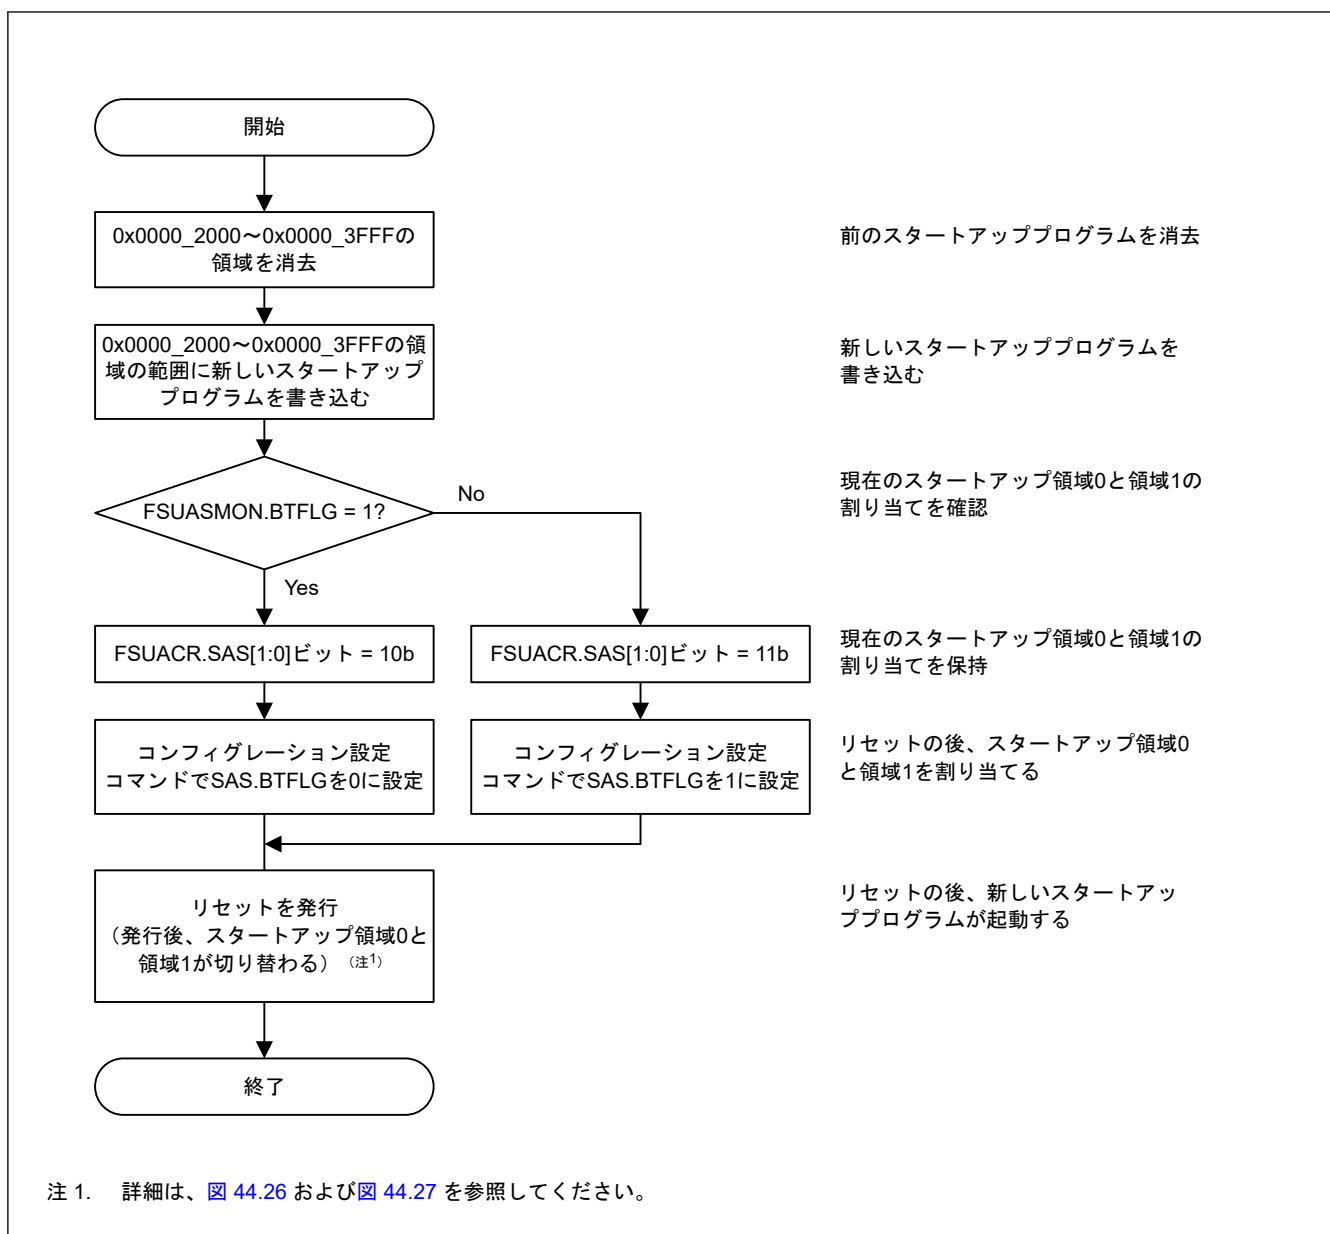 開始
0x0000_2000～0x0000_3FFFの
領域を消去
前のスタートアッププログラムを消去
0x0000_2000～0x0000_3FFFの領
域の範囲に新しいスタートアップ
プログラムを書き込む
新しいスタートアッププログラムを
書き込む
FSUASMON.BTFLG = 1?
No
Yes
現在のスタートアップ領域0と領域1の
割り当てを確認
FSUACR.SAS[1:0]ビット = 10b
FSUACR.SAS[1:0]ビット = 11b
現在のスタートアップ領域0と領域1の
割り当てを保持
コンフィグレーション設定
コマンドでSAS.BTFLGを0に設定
コンフィグレーション設定
コマンドでSAS.BTFLGを1に設定
リセットの後、スタートアップ領域0
と領域1を割り当てる
リセットを発行
（発行後、スタートアップ領域0と
領域1が切り替わる）（注1）
リセットの後、新しいスタートアッ
ププログラムが起動する
終了
注 1. 詳細は、図 44.26 および図 44.27 を参照してください。